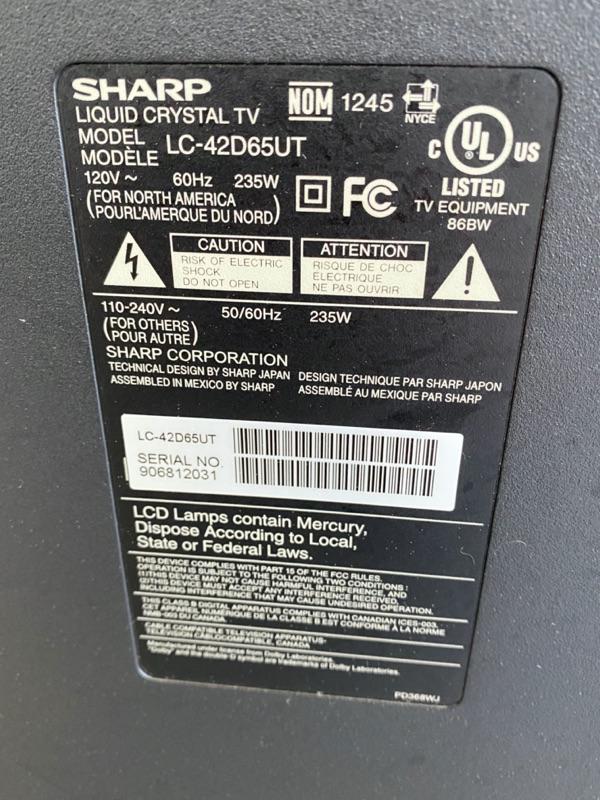 SHARP
LIQUID CRYSTAL TV
NOM 1245
NYCE
MODEL
MODÈLE LC-42D65UT
C UL US
®
120V ~ 60Hz 235W
(FOR NORTH AMERICA
POURL'AMERQUE DU NORD)
FC
LISTED
TV EQUIPMENT
86BW
CAUTION
RISK OF ELECTRIC
SHOCK
DO NOT OPEN
ATTENTION
RISQUE DE CHOC
ELECTRIQUE
NE PAS OUVRIR
110-240V ~ 50/60Hz 235W
(FOR OTHERS
POUR AUTRE)
SHARP CORPORATION
TECHNICAL DESIGN BY SHARP JAPAN
ASSEMBLED IN MEXICO BY SHARP
DESIGN TECHNIQUE PAR SHARP JAPON
ASSEMBLÉ AU MEXIQUE PAR SHARP
LC-42D65UT
SERIAL NO.
906812031
LCD Lamps contain Mercury,
Dispose According to Local,
State or Federal Laws.
THIS DEVICE COMPLIES WITH PART 15 OF THE FCC RULES.
OPERATION IS SUBJECT TO THE FOLLOWING TWO CONDITIONS:
(1)THIS DEVICE MAY NOT CAUSE HARMFUL INTERFERENCE, AND
(2)THIS DEVICE MUST ACCEPT ANY INTERFERENCE RECEIVED,
INCLUDING INTERFERENCE THAT MAY CAUSE UNDESIRED OPERATION.
THIS CLASS B DIGITAL APPARATUS COMPLIES WITH CANADIAN ICES-003.
CET APPAREIL NUMÉRIQUE DE LA CLASSE B EST CONFORME À LA NORME
NMB-003 DU CANADA.
CABLE COMPATIBLE TELEVISION APPARATUS-
TÉLÉVISION CÂBLOCOMPATIBLE, CANADA
Manufactured under license from Dolby Laboratories.
"Dolby" and the double-D symbol are trademarks of Dolby Laboratories.
PD368WJ